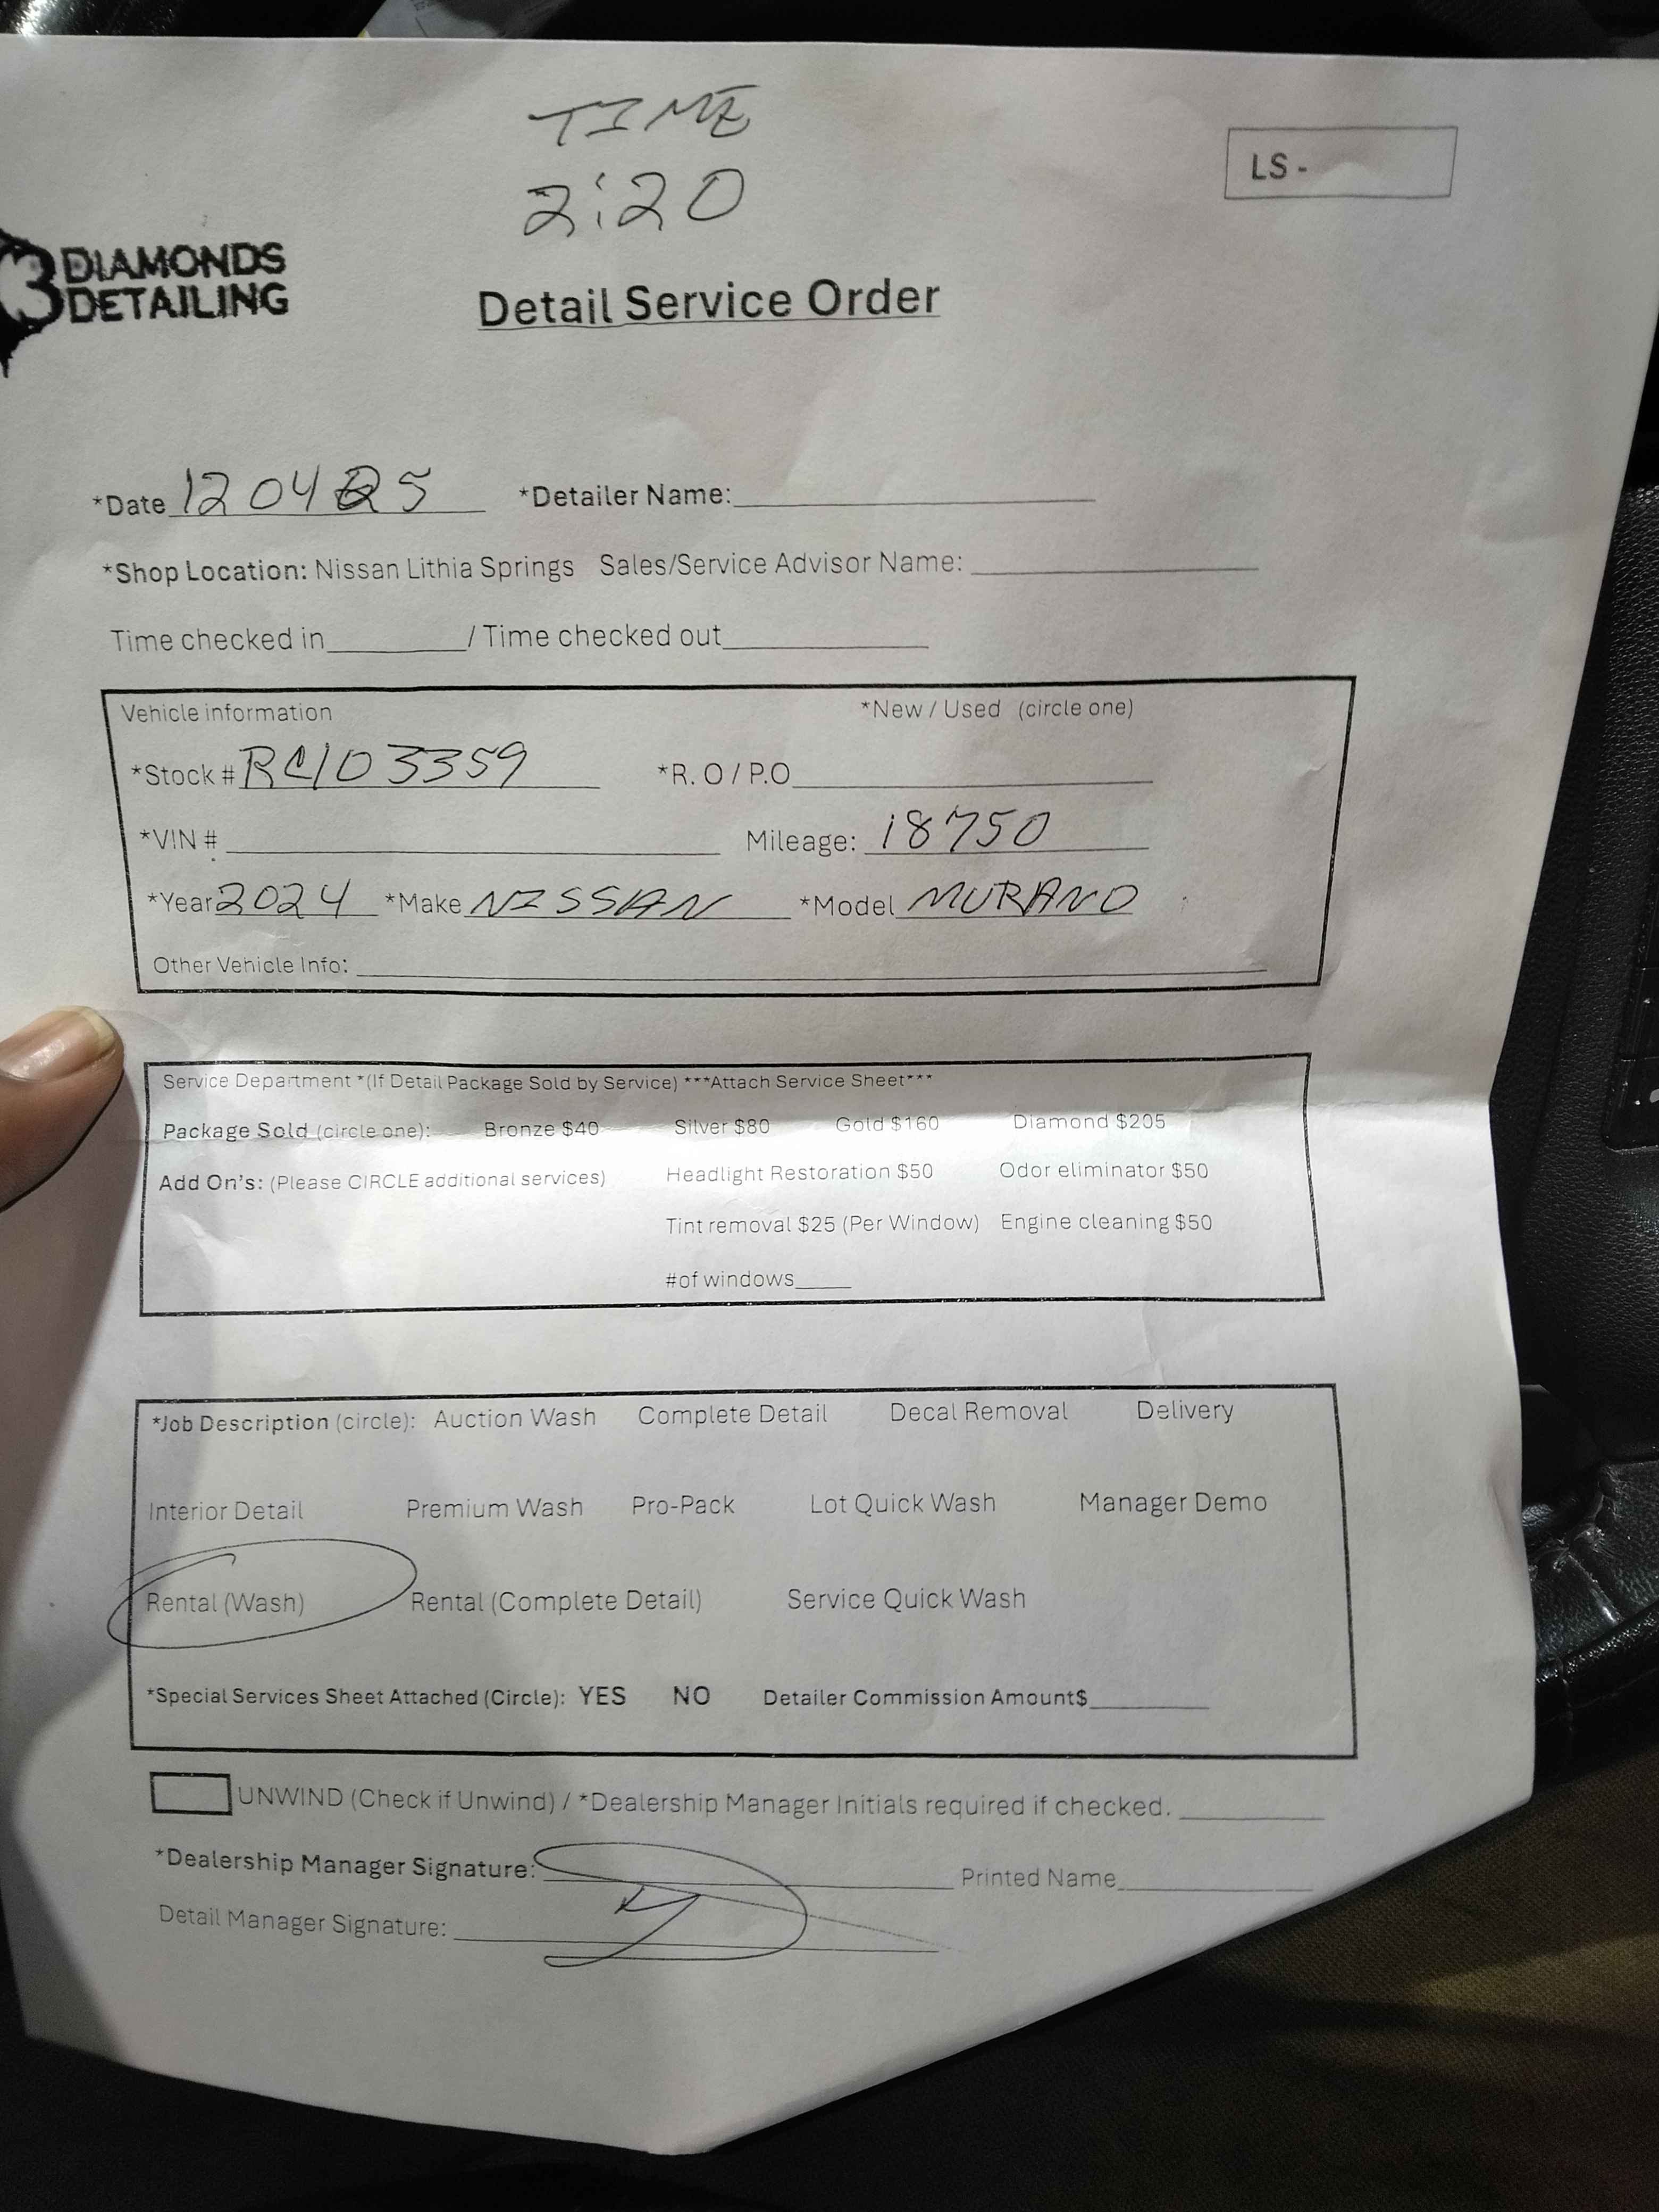 TIME
2:20
LS -
3 DIAMONDS
DETAILING
Detail Service Order
*Date 120425 *Detailer Name:
*Shop Location: Nissan Lithia Springs Sales/Service Advisor Name:
Time checked in / Time checked out
Vehicle information *New / Used (circle one)
*Stock # RC103359 *R. O / P.O
*VIN # Mileage: 18750
*Year 2024 *Make NISSAN *Model MURANO
Other Vehicle Info:
Service Department *(If Detail Package Sold by Service) ***Attach Service Sheet***
Package Sold (circle one): Bronze $40 Silver $80 Gold $160 Diamond $205
Add On's: (Please CIRCLE additional services) Headlight Restoration $50 Odor eliminator $50
Tint removal $25 (Per Window) Engine cleaning $50
#of windows
*Job Description (circle): Auction Wash Complete Detail Decal Removal Delivery
Interior Detail Premium Wash Pro-Pack Lot Quick Wash Manager Demo
Rental (Wash) Rental (Complete Detail) Service Quick Wash
*Special Services Sheet Attached (Circle): YES NO Detailer Commission Amount$
UNWIND (Check if Unwind) / *Dealership Manager Initials required if checked.
*Dealership Manager Signature: Printed Name
Detail Manager Signature: